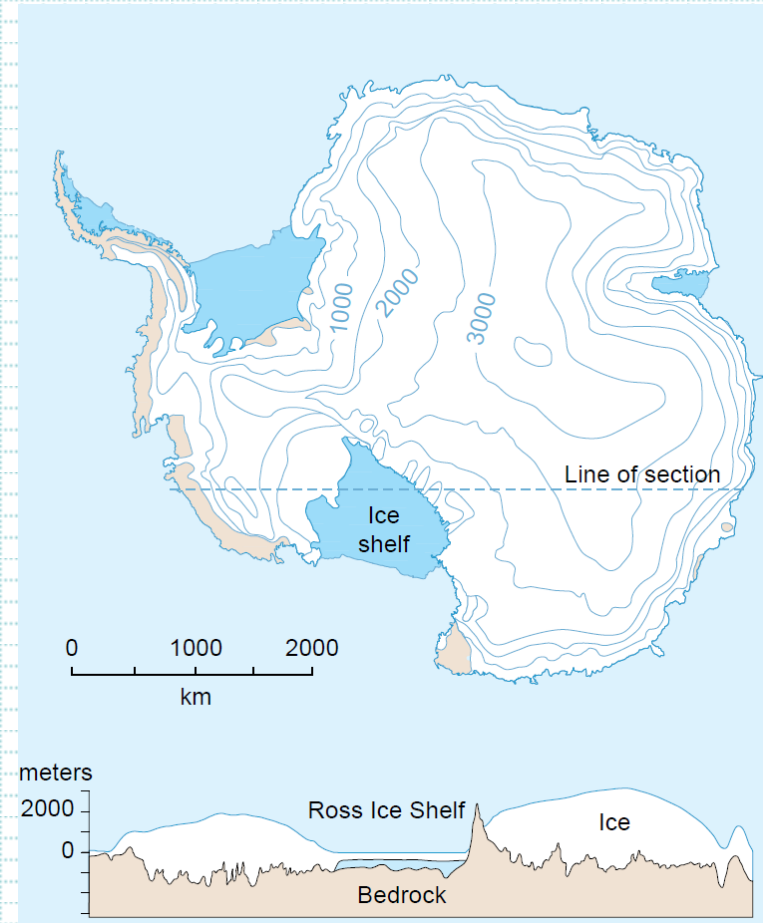 1000
2000
3000
Line of section
Ice
shelf
0 1000 2000
km
meters
2000
0
Ross Ice Shelf
Ice
Bedrock